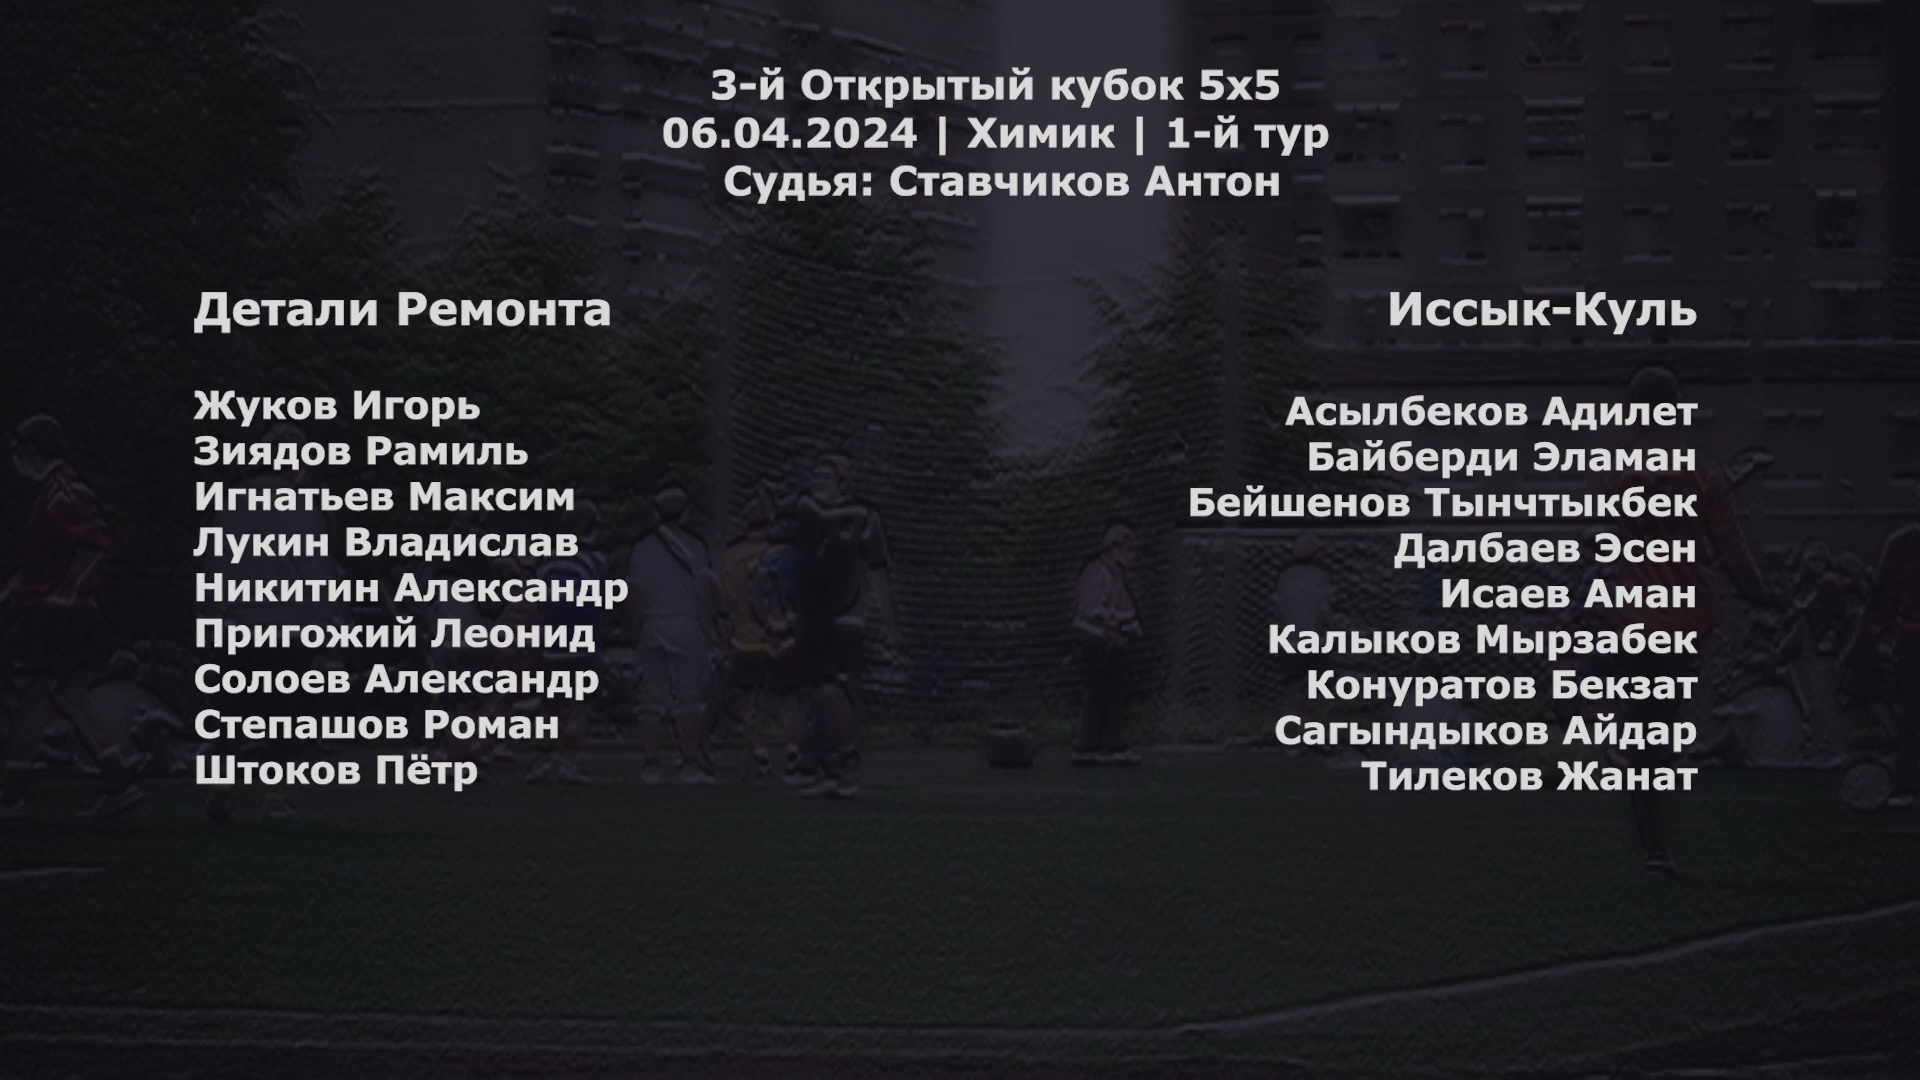 3-й Открытый кубок 5x5
06.04.2024 | Химик | 1-й тур
Судья: Ставчиков Антон
Детали Ремонта
Жуков Игорь
Зиядов Рамиль
Игнатьев Максим
Лукин Владислав
Никитин Александр
Пригожий Леонид
Солоев Александр
Степашов Роман
Штоков Пётр
Иссык-Куль
Асылбеков Адилет
Байберди Эламан
Бейшенов Тынчтыкбек
Далбаев Эсен
Исаев Аман
Калыков Мырзабек
Конуратов Бекзат
Сагындыков Айдар
Тилеков Жанат